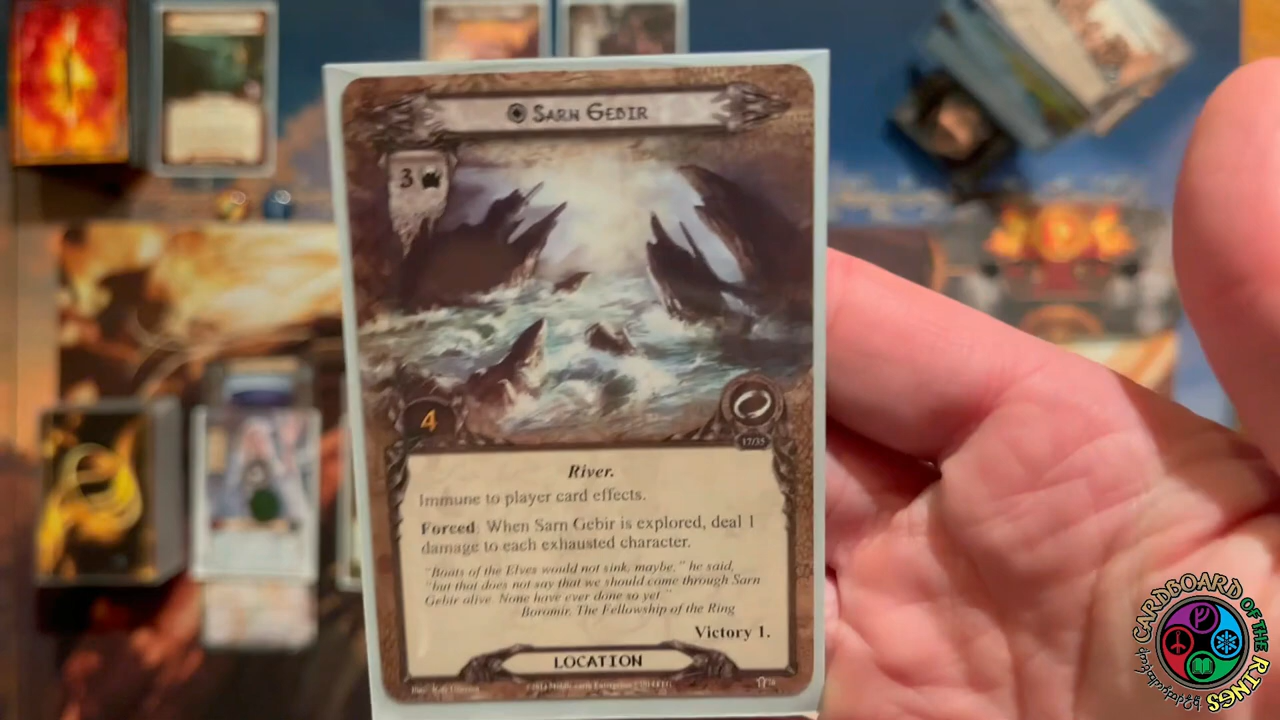 SARN GEBIR
3
4
17/35
River.
Immune to player card effects.
Forced: When Sarn Gebir is explored, deal 1
damage to each exhausted character.
"Boats of the Elves would not sink, maybe," he said,
"but that does not say that we should come through Sarn
Gebir alive. None have ever done so yet."
Boromir, The Fellowship of the Ring
Victory 1.
LOCATION
CARDBOARD OF THE RINGS